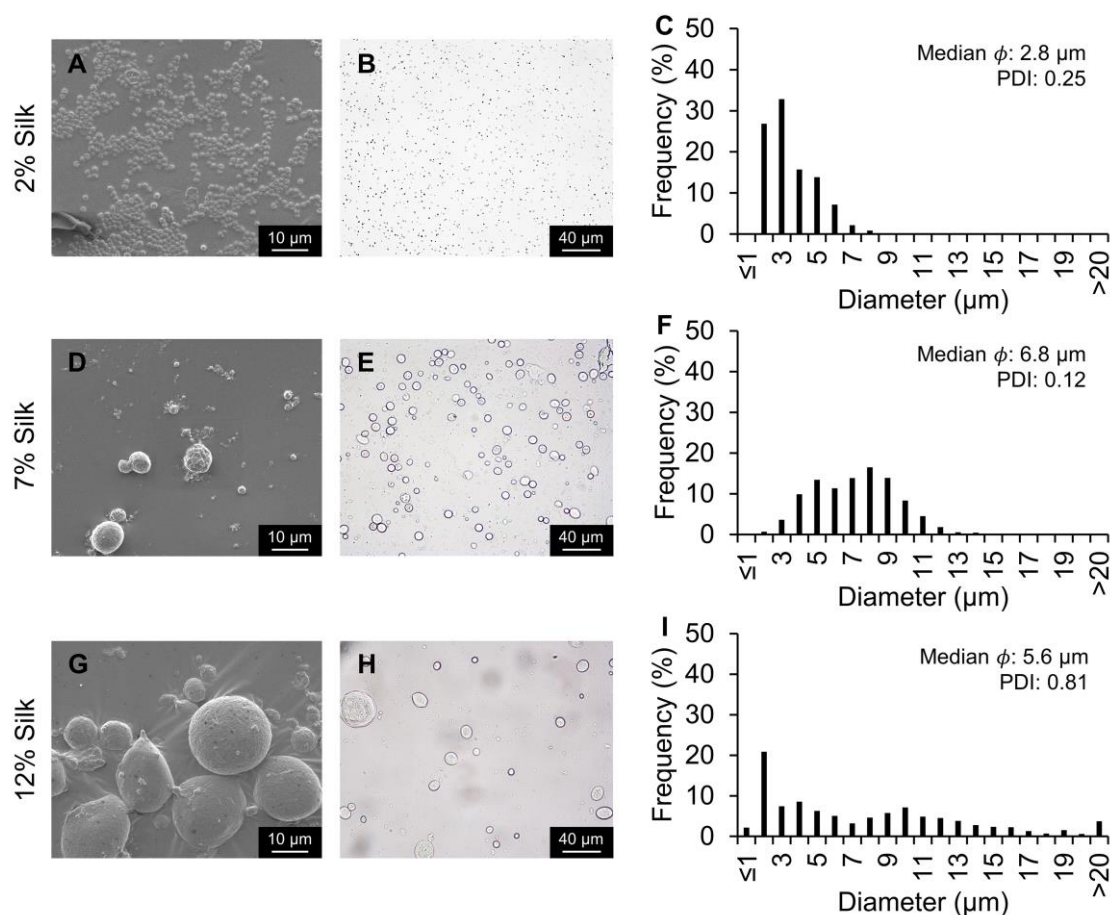 2% Silk
A
10 µm
B
40 µm
C
Frequency (%)
50
40
30
20
10
0
Median ϕ: 2.8 µm
PDI: 0.25
≤1 3 5 7 9 11 13 15 17 19 >20
Diameter (µm)
7% Silk
D
10 µm
E
40 µm
F
Frequency (%)
50
40
30
20
10
0
Median ϕ: 6.8 µm
PDI: 0.12
≤1 3 5 7 9 11 13 15 17 19 >20
Diameter (µm)
12% Silk
G
10 µm
H
40 µm
I
Frequency (%)
50
40
30
20
10
0
Median ϕ: 5.6 µm
PDI: 0.81
≤1 3 5 7 9 11 13 15 17 19 >20
Diameter (µm)